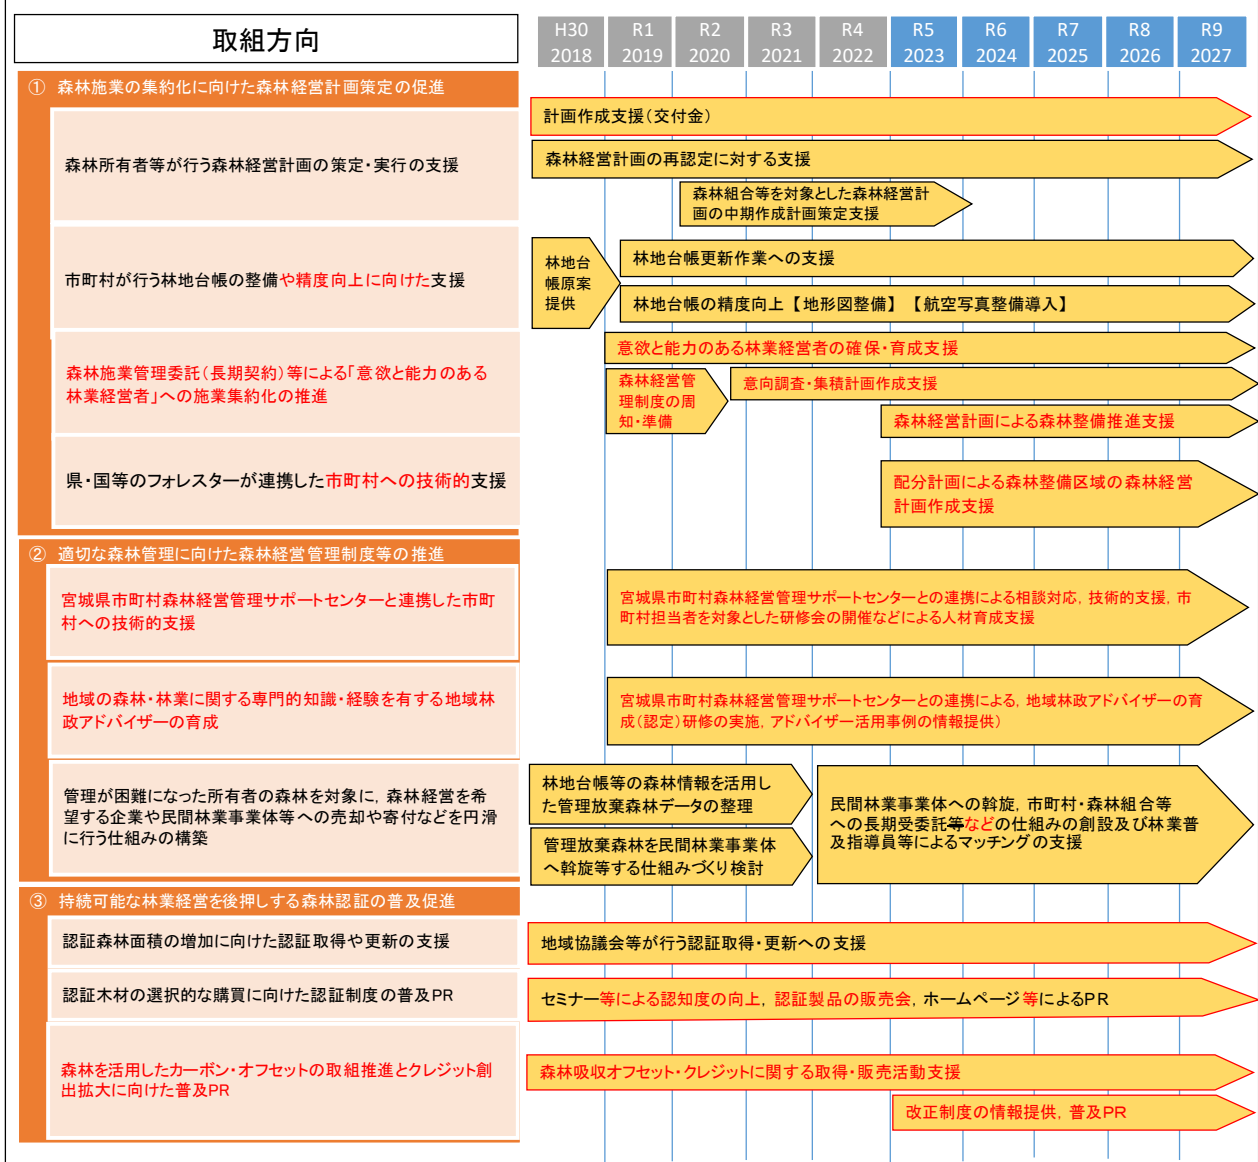 取組方向
H30
2018
R1
2019
R2
2020
R3
2021
R4
2022
R5
2023
R6
2024
R7
2025
R8
2026
R9
2027
① 森林施業の集約化に向けた森林経営計画策定の促進
森林所有者等が行う森林経営計画の策定・実行の支援
計画作成支援(交付金)
森林経営計画の再認定に対する支援
森林組合等を対象とした森林経営計
画の中期作成計画策定支援
市町村が行う林地台帳の整備や精度向上に向けた支援
林地台
帳原案
提供
林地台帳更新作業への支援
林地台帳の精度向上【地形図整備】【航空写真整備導入】
森林施業管理委託(長期契約)等による「意欲と能力のある
林業経営者」への施業集約化の推進
意欲と能力のある林業経営者の確保・育成支援
森林経営管
理制度の周
知・準備
意向調査・集積計画作成支援
森林経営計画による森林整備推進支援
県・国等のフォレスターが連携した市町村への技術的支援
配分計画による森林整備区域の森林経営
計画作成支援
② 適切な森林管理に向けた森林経営管理制度等の推進
宮城県市町村森林経営管理サポートセンターと連携した市町
村への技術的支援
宮城県市町村森林経営管理サポートセンターとの連携による相談対応, 技術的支援, 市
町村担当者を対象とした研修会の開催などによる人材育成支援
地域の森林・林業に関する専門的知識・経験を有する地域林
政アドバイザーの育成
宮城県市町村森林経営管理サポートセンターとの連携による, 地域林政アドバイザーの育
成(認定)研修の実施, アドバイザー活用事例の情報提供)
管理が困難になった所有者の森林を対象に, 森林経営を希
望する企業や民間林業事業体等への売却や寄付などを円滑
に行う仕組みの構築
林地台帳等の森林情報を活用し
た管理放棄森林データの整理
管理放棄森林を民間林業事業体
へ斡旋等する仕組みづくり検討
民間林業事業体への斡旋, 市町村・森林組合等
への長期受委託等などの仕組みの創設及び林業普
及指導員等によるマッチングの支援
③ 持続可能な林業経営を後押しする森林認証の普及促進
認証森林面積の増加に向けた認証取得や更新の支援
地域協議会等が行う認証取得・更新への支援
認証木材の選択的な購買に向けた認証制度の普及PR
セミナー等による認知度の向上, 認証製品の販売会, ホームページ等によるPR
森林を活用したカーボン・オフセットの取組推進とクレジット創
出拡大に向けた普及PR
森林吸収オフセット・クレジットに関する取得・販売活動支援
改正制度の情報提供, 普及PR